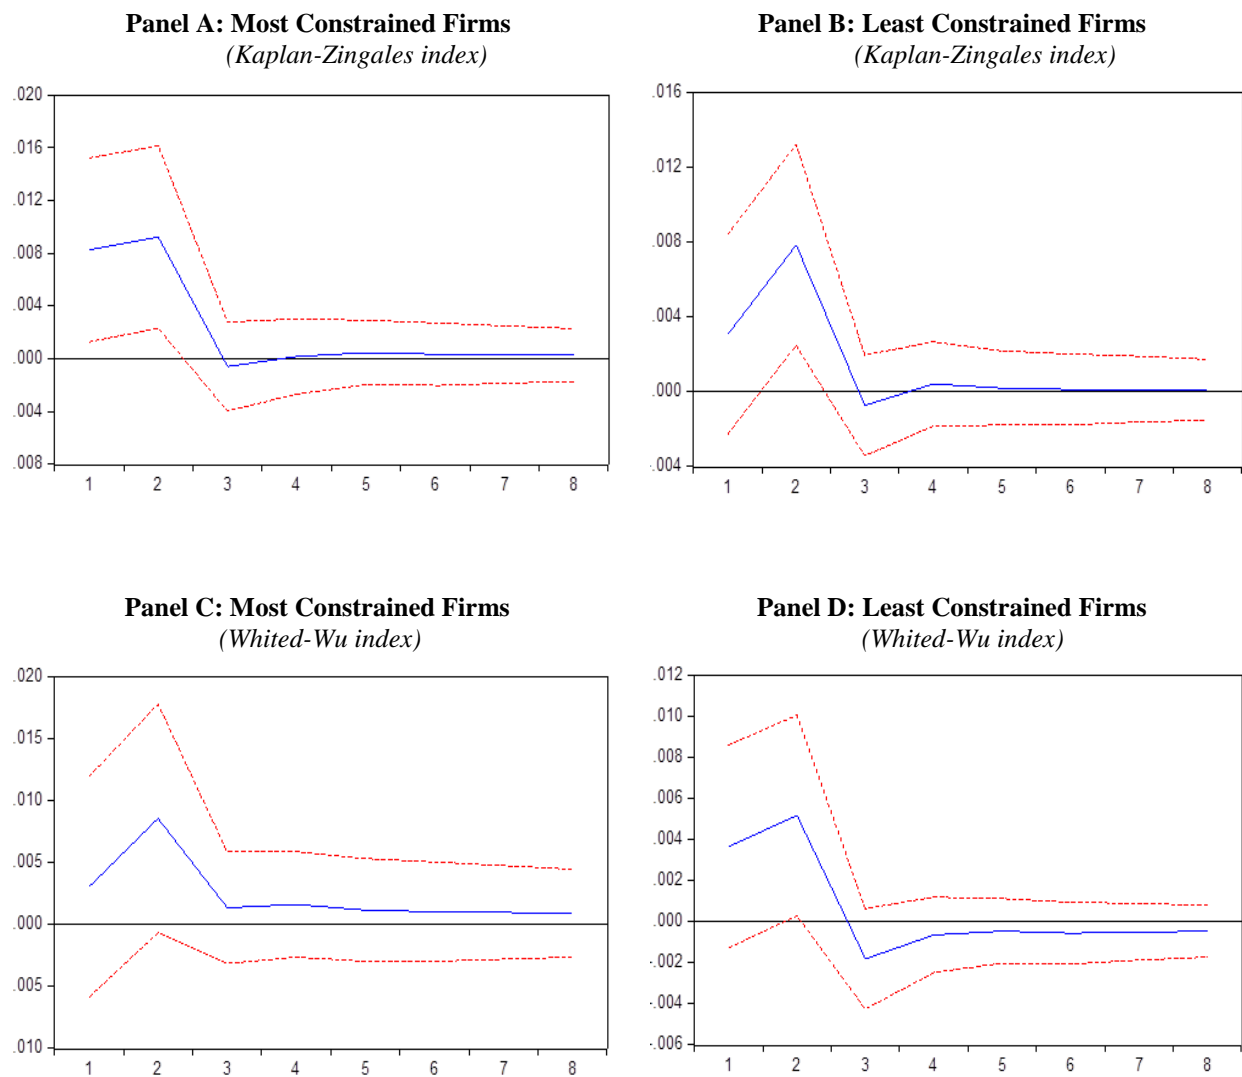 Panel A: Most Constrained Firms
(Kaplan-Zingales index)
.020
.016
.012
.008
.004
.000
.004
.008
1 2 3 4 5 6 7 8
Panel B: Least Constrained Firms
(Kaplan-Zingales index)
.016
.012
.008
.004
.000
-.004
1 2 3 4 5 6 7 8
Panel C: Most Constrained Firms
(Whited-Wu index)
.020
.015
.010
.005
.000
.005
.010
1 2 3 4 5 6 7 8
Panel D: Least Constrained Firms
(Whited-Wu index)
.012
.010
.008
.006
.004
.002
.000
-.002
-.004
-.006
1 2 3 4 5 6 7 8